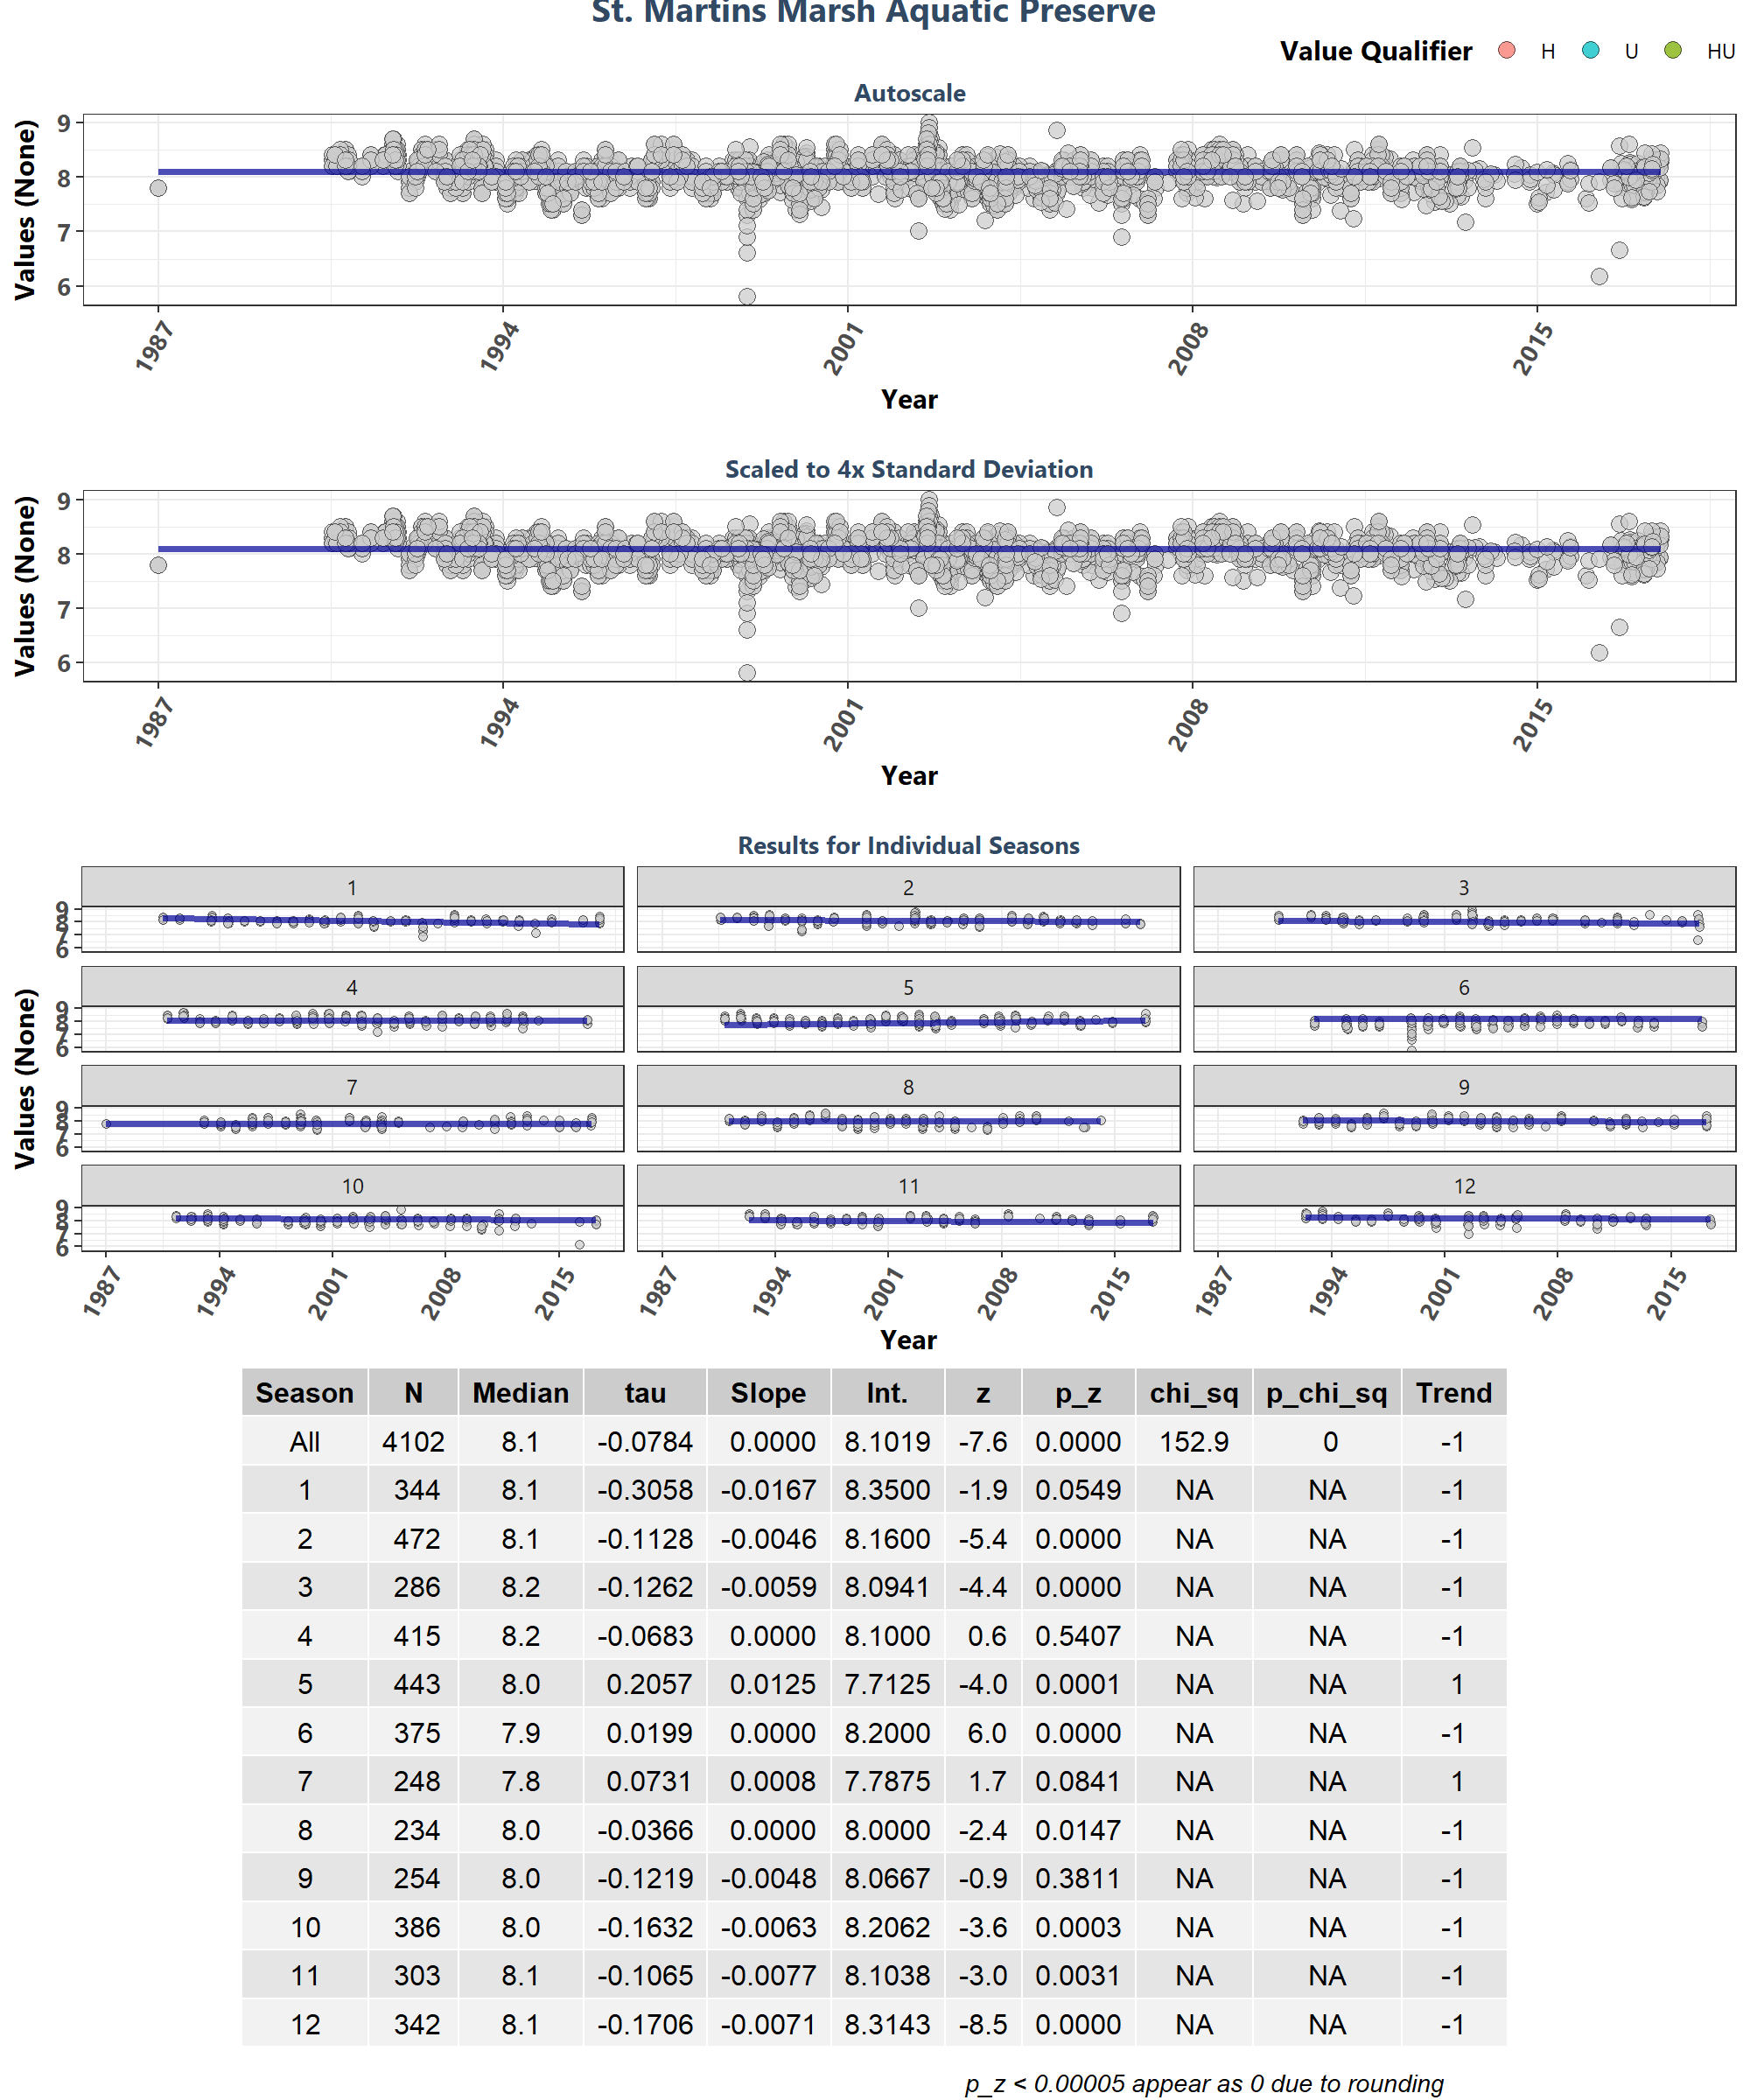 St. Martins Marsh Aquatic Preserve
Value Qualifier H U HU
Autoscale
Values (None)
9
8
7
6
1987 1994 2001 2008 2015
Year
Scaled to 4x Standard Deviation
Values (None)
9
8
7
6
1987 1994 2001 2008 2015
Year
Results for Individual Seasons
Values (None)
1 2 3
9
8
7
6
4 5 6
9
8
7
6
7 8 9
9
8
7
6
10 11 12
9
8
7
6
1987 1994 2001 2008 2015 1987 1994 2001 2008 2015 1987 1994 2001 2008 2015
Year
Season N Median tau Slope Int. z p_z chi_sq p_chi_sq Trend
All 4102 8.1 -0.0784 0.0000 8.1019 -7.6 0.0000 152.9 0 -1
1 344 8.1 -0.3058 -0.0167 8.3500 -1.9 0.0549 NA NA -1
2 472 8.1 -0.1128 -0.0046 8.1600 -5.4 0.0000 NA NA -1
3 286 8.2 -0.1262 -0.0059 8.0941 -4.4 0.0000 NA NA -1
4 415 8.2 -0.0683 0.0000 8.1000 0.6 0.5407 NA NA -1
5 443 8.0 0.2057 0.0125 7.7125 -4.0 0.0001 NA NA 1
6 375 7.9 0.0199 0.0000 8.2000 6.0 0.0000 NA NA -1
7 248 7.8 0.0731 0.0008 7.7875 1.7 0.0841 NA NA 1
8 234 8.0 -0.0366 0.0000 8.0000 -2.4 0.0147 NA NA -1
9 254 8.0 -0.1219 -0.0048 8.0667 -0.9 0.3811 NA NA -1
10 386 8.0 -0.1632 -0.0063 8.2062 -3.6 0.0003 NA NA -1
11 303 8.1 -0.1065 -0.0077 8.1038 -3.0 0.0031 NA NA -1
12 342 8.1 -0.1706 -0.0071 8.3143 -8.5 0.0000 NA NA -1
p_z < 0.00005 appear as 0 due to rounding